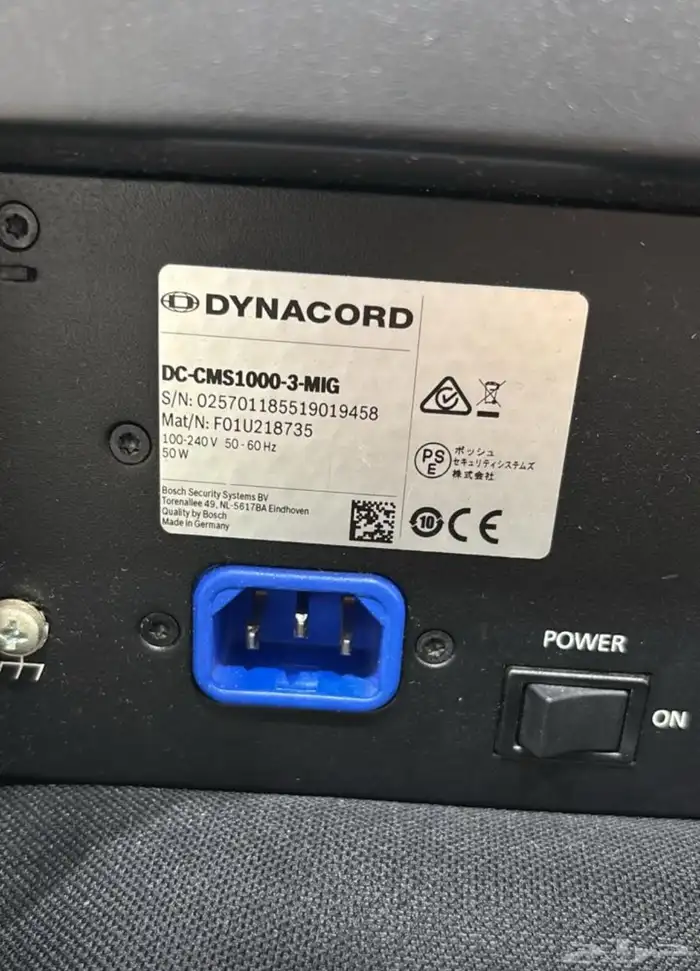 DYNACORD
DC-CMS1000-3-MIG
S/N: 025701185519019458
Mat/N: F01U218735
100-240 V 50-60 Hz
50 W
Bosch Security Systems BV
Torenallee 49, NL-5617BA Eindhoven
Quality by Bosch
Made in Germany
PS
E
ボッシュ
セキュリティシステムズ
株式会社
10
CE
POWER
ON
حراج